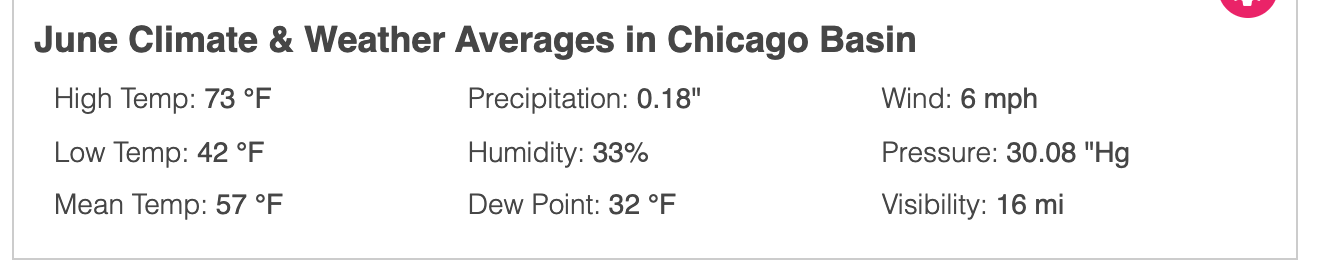 June Climate & Weather Averages in Chicago Basin
High Temp: 73 °F Precipitation: 0.18" Wind: 6 mph
Low Temp: 42 °F Humidity: 33% Pressure: 30.08 "Hg
Mean Temp: 57 °F Dew Point: 32 °F Visibility: 16 mi